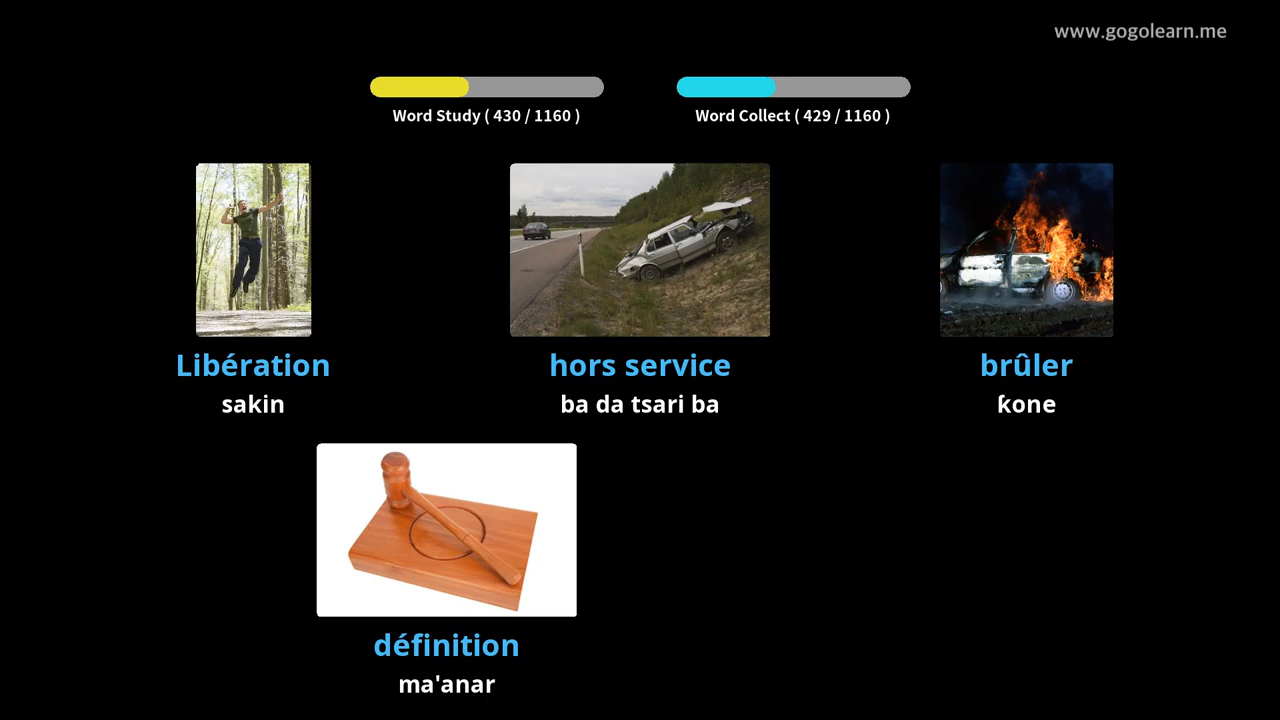 www.gogolearn.me
Word Study ( 430 / 1160 )
Word Collect ( 429 / 1160 )
Libération
sakin
hors service
ba da tsari ba
brûler
ƙone
définition
ma'anar